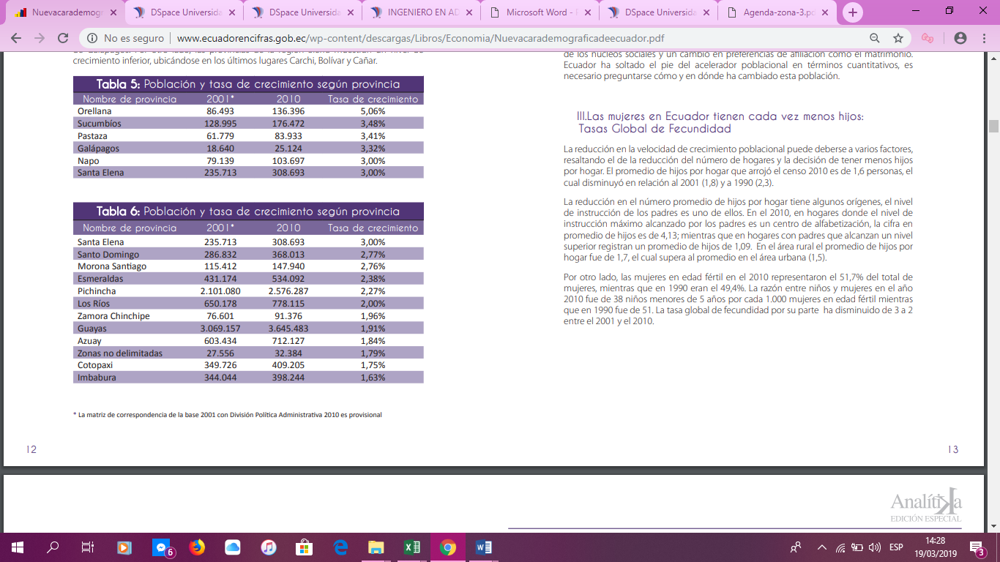 Nuevacarademogr
DSpace Universida
DSpace Universida
INGENIERO EN AD
Microsoft Word -
DSpace Universida
Agenda-zona-3.pd
No es seguro | www.ecuadorencifras.gob.ec/wp-content/descargas/Libros/Economia/Nuevacarademograficadeecuador.pdf
crecimiento inferior, ubicándose en los últimos lugares Carchi, Bolívar y Cañar.
Tabla 5: Población y tasa de crecimiento según provincia
Nombre de provincia 2001* 2010 Tasa de crecimiento
Orellana 86.493 136.396 5,06%
Sucumbíos 128.995 176.472 3,48%
Pastaza 61.779 83.933 3,41%
Galápagos 18.640 25.124 3,32%
Napo 79.139 103.697 3,00%
Santa Elena 235.713 308.693 3,00%
Tabla 6: Población y tasa de crecimiento según provincia
Nombre de provincia 2001* 2010 Tasa de crecimiento
Santa Elena 235.713 308.693 3,00%
Santo Domingo 286.832 368.013 2,77%
Morona Santiago 115.412 147.940 2,76%
Esmeraldas 431.174 534.092 2,38%
Pichincha 2.101.080 2.576.287 2,27%
Los Ríos 650.178 778.115 2,00%
Zamora Chinchipe 76.601 91.376 1,96%
Guayas 3.069.157 3.645.483 1,91%
Azuay 603.434 712.127 1,84%
Zonas no delimitadas 27.556 32.384 1,79%
Cotopaxi 349.726 409.205 1,75%
Imbabura 344.044 398.244 1,63%
* La matriz de correspondencia de la base 2001 con División Política Administrativa 2010 es provisional
12
de los núcleos sociales y un cambio en preferencias de afiliación como el matrimonio.
Ecuador ha soltado el pie del acelerador poblacional en términos cuantitativos, es
necesario preguntarse cómo y en dónde ha cambiado esta población.
III.Las mujeres en Ecuador tienen cada vez menos hijos:
Tasas Global de Fecundidad
La reducción en la velocidad de crecimiento poblacional puede deberse a varios factores,
resaltando el de la reducción del número de hogares y la decisión de tener menos hijos
por hogar. El promedio de hijos por hogar que arrojó el censo 2010 es de 1,6 personas, el
cual disminuyó en relación al 2001 (1,8) y a 1990 (2,3).
La reducción en el número promedio de hijos por hogar tiene algunos orígenes, el nivel
de instrucción de los padres es uno de ellos. En el 2010, en hogares donde el nivel de
instrucción máximo alcanzado por los padres es un centro de alfabetización, la cifra en
promedio de hijos es de 4,13; mientras que en hogares con padres que alcanzan un nivel
superior registran un promedio de hijos de 1,09. En el área rural el promedio de hijos por
hogar fue de 1,7, el cual supera al promedio en el área urbana (1,5).
Por otro lado, las mujeres en edad fértil en el 2010 representaron el 51,7% del total de
mujeres, mientras que en 1990 eran el 49,4%. La razón entre niños y mujeres en el año
2010 fue de 38 niños menores de 5 años por cada 1.000 mujeres en edad fértil mientras
que en 1990 fue de 51. La tasa global de fecundidad por su parte ha disminuido de 3 a 2
entre el 2001 y el 2010.
13
Analítika
EDICIÓN ESPECIAL
6
ESP
14:28
19/03/2019
3